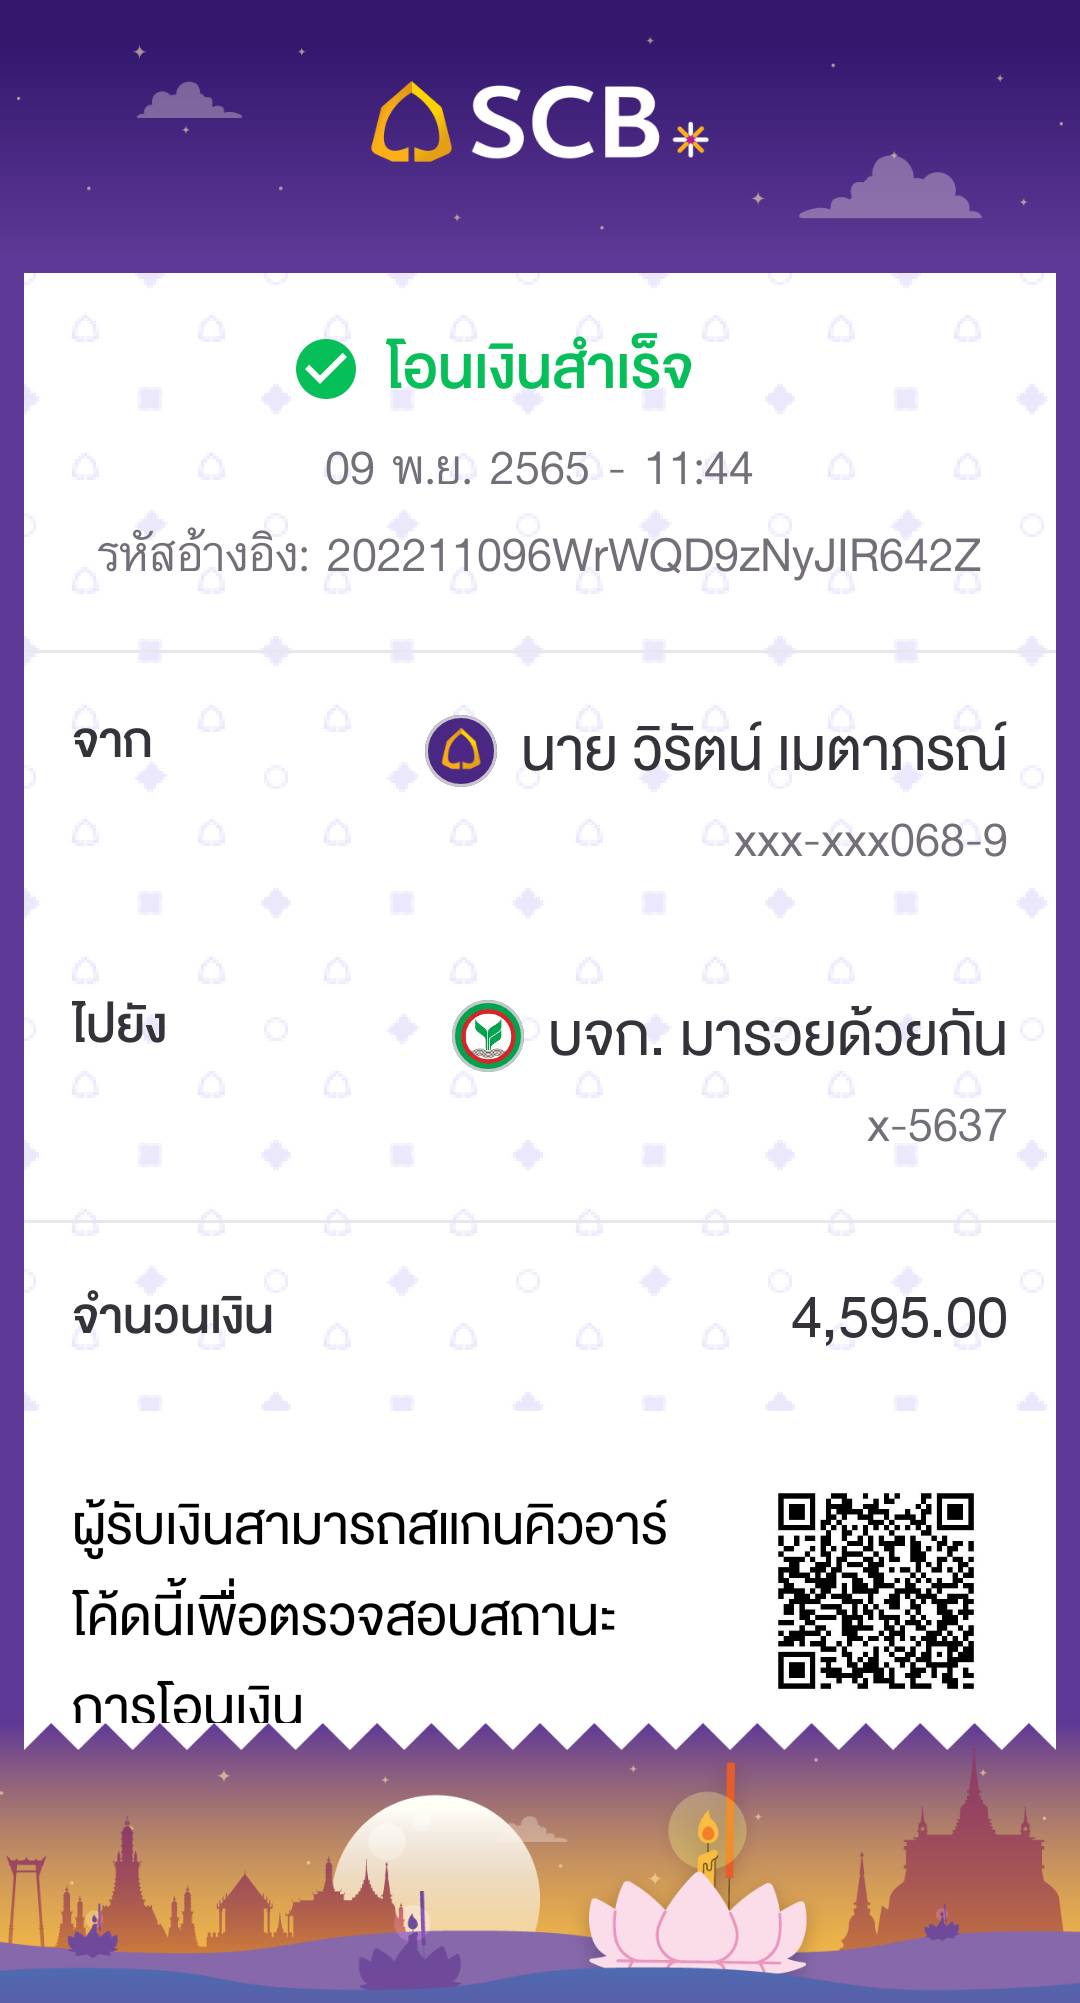 SCB
โอนเงินสำเร็จ
09 พ.ย. 2565 - 11:44
รหัสอ้างอิง: 202211096WrWQD9zNyJIR642Z
จาก
นาย วิรัตน์ เมตาภรณ์
xxx-xxx068-9
ไปยัง
บจก. มารวยด้วยกัน
x-5637
จำนวนเงิน
4,595.00
ผู้รับเงินสามารถสแกนคิวอาร์
โค้ดนี้เพื่อตรวจสอบสถานะ
การโอนเงิน